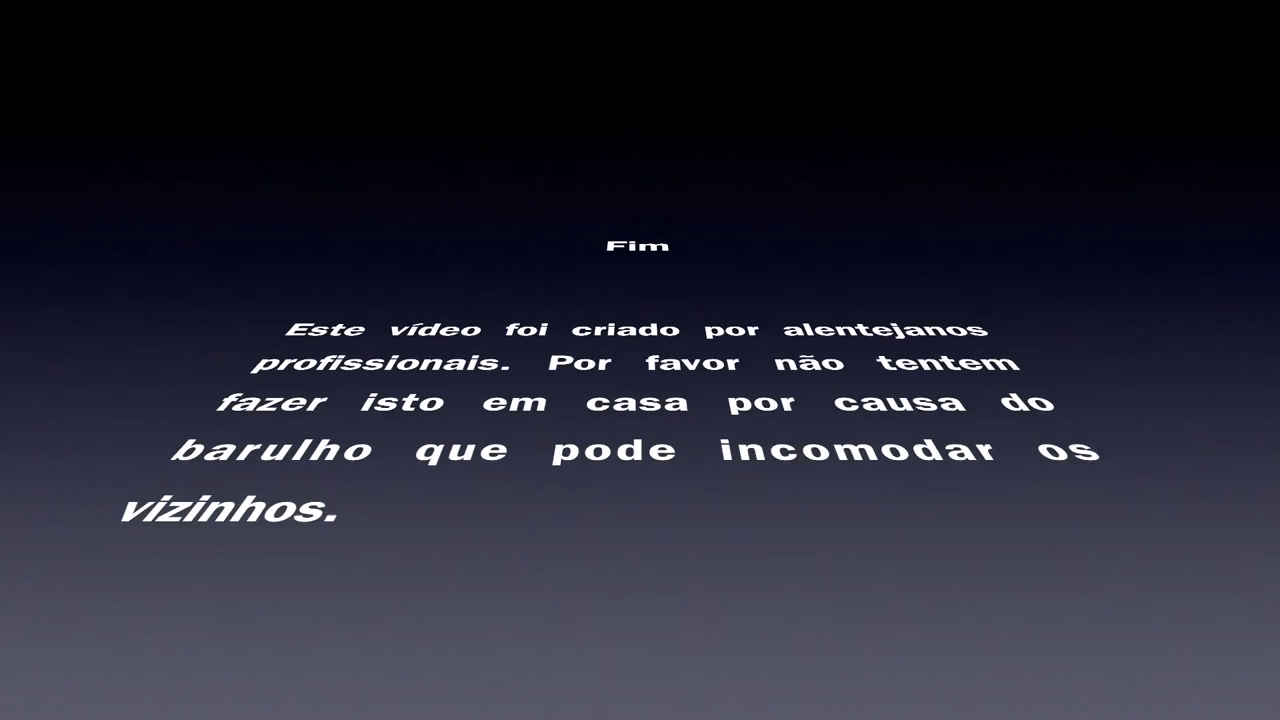 Fim
Este vídeo foi criado por alentejanos
profissionais. Por favor não tentem
fazer isto em casa por causa do
barulho que pode incomodar os
vizinhos.